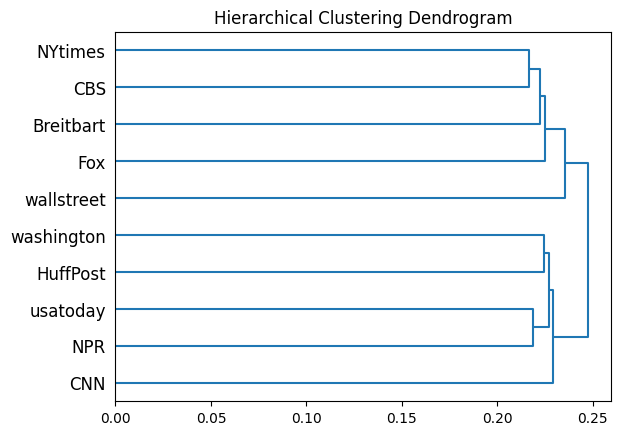 Hierarchical Clustering Dendrogram
NYtimes
CBS
Breitbart
Fox
wallstreet
washington
HuffPost
usatoday
NPR
CNN
0.00 0.05 0.10 0.15 0.20 0.25